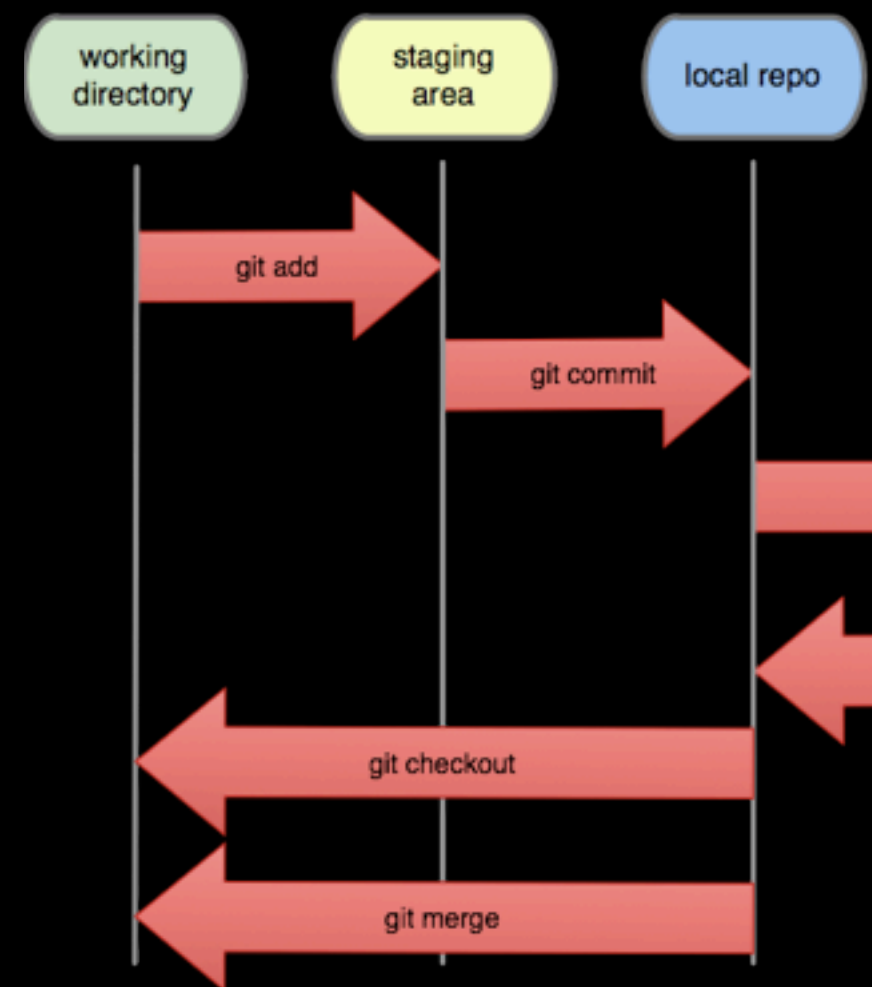 working
directory
staging
area
local repo
git add
git commit
git checkout
git merge